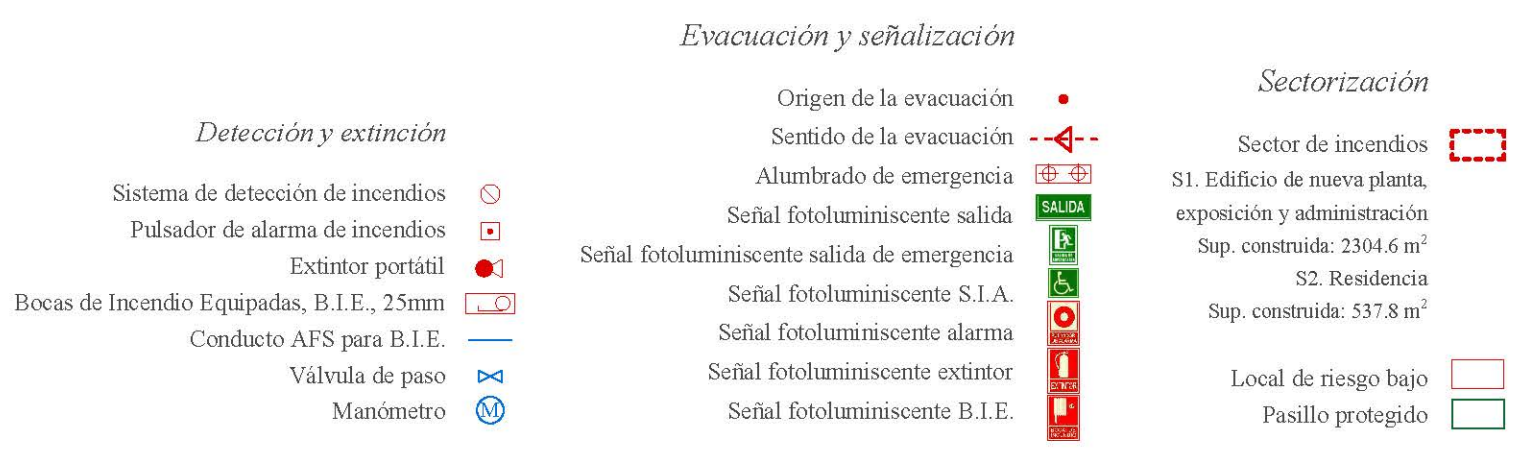 Detección y extinción
Sistema de detección de incendios
Pulsador de alarma de incendios
Extintor portátil
Bocas de Incendio Equipadas, B.I.E., 25mm
Conducto AFS para B.I.E.
Válvula de paso
Manómetro
M
Evacuación y señalización
Origen de la evacuación
Sentido de la evacuación
Alumbrado de emergencia
Señal fotoluminiscente salida
SALIDA
Señal fotoluminiscente salida de emergencia
Señal fotoluminiscente S.I.A.
Señal fotoluminiscente alarma
Señal fotoluminiscente extintor
EXTINTOR
Señal fotoluminiscente B.I.E.
Sectorización
Sector de incendios
S1. Edificio de nueva planta,
exposición y administración
Sup. construida: 2304.6 m²
S2. Residencia
Sup. construida: 537.8 m²
Local de riesgo bajo
Pasillo protegido